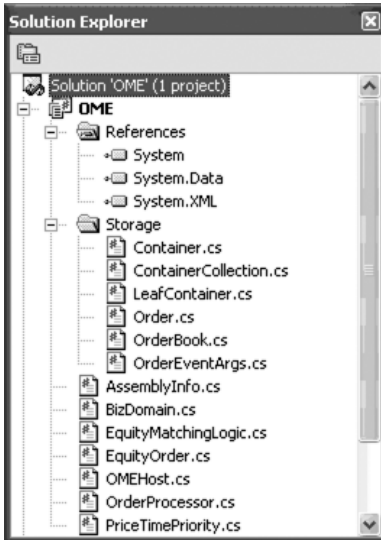 Solution Explorer
Solution 'OME' (1 project)
OME
References
System
System.Data
System.XML
Storage
Container.cs
ContainerCollection.cs
LeafContainer.cs
Order.cs
OrderBook.cs
OrderEventArgs.cs
AssemblyInfo.cs
BizDomain.cs
EquityMatchingLogic.cs
EquityOrder.cs
OMEHost.cs
OrderProcessor.cs
PriceTimePriority.cs